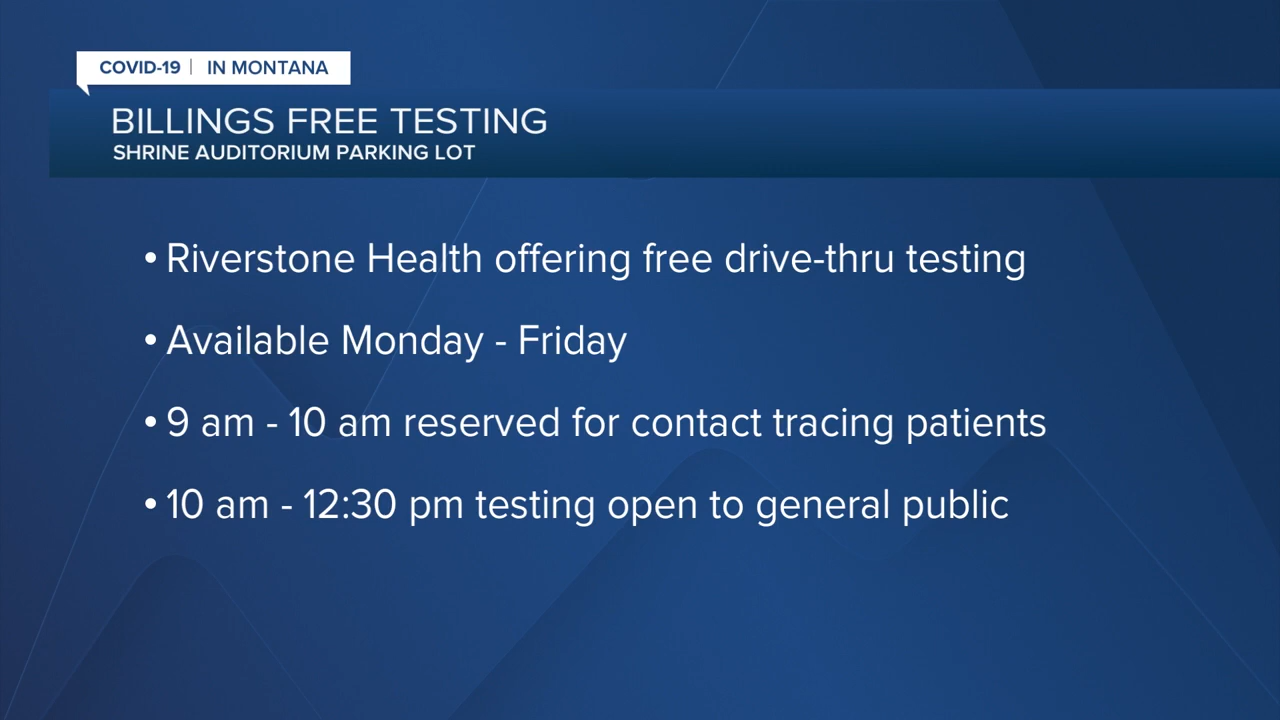 COVID-19 | IN MONTANA
BILLINGS FREE TESTING
SHRINE AUDITORIUM PARKING LOT
• Riverstone Health offering free drive-thru testing
• Available Monday - Friday
• 9 am - 10 am reserved for contact tracing patients
• 10 am - 12:30 pm testing open to general public